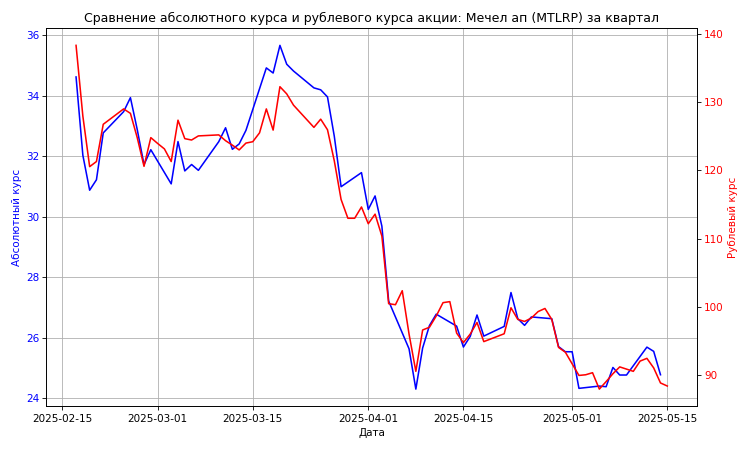 Сравнение абсолютного курса и рублевого курса акции: Мечел ап (MTLRP) за квартал
36
34
32
30
28
26
24
Абсолютный курс
140
130
120
110
100
90
Рублевый курс
2025-02-15 2025-03-01 2025-03-15 2025-04-01 2025-04-15 2025-05-01 2025-05-15
Дата